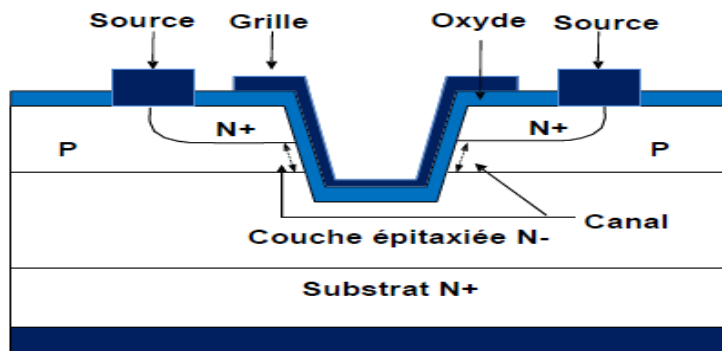 Source Grille Oxyde Source
N+ N+
P P
Canal
Couche épitaxiée N-
Substrat N+